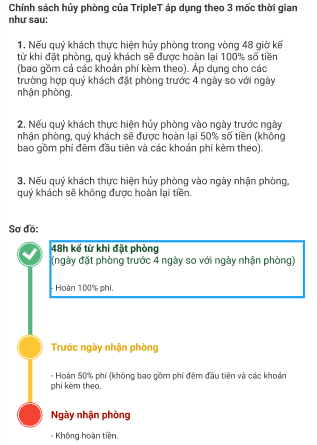 Chính sách hủy phòng của TripleT áp dụng theo 3 mốc thời gian
như sau:
1. Nếu quý khách thực hiện hủy phòng trong vòng 48 giờ kể
từ khi đặt phòng, quý khách sẽ được hoàn lại 100% số tiền
(bao gồm cả các khoản phí kèm theo). Áp dụng cho các
trường hợp quý khách đặt phòng trước 4 ngày so với ngày
nhận phòng.
2. Nếu quý khách thực hiện hủy phòng vào ngày trước ngày
nhận phòng, quý khách sẽ được hoàn lại 50% số tiền (không
bao gồm phí đêm đầu tiên và các khoản phí kèm theo).
3. Nếu quý khách thực hiện hủy phòng vào ngày nhận phòng,
quý khách sẽ không được hoàn lại tiền.
Sơ đồ:
48h kể từ khi đặt phòng
(ngày đặt phòng trước 4 ngày so với ngày nhận phòng)
- Hoàn 100% phí.
Trước ngày nhận phòng
- Hoàn 50% phí (không bao gồm phí đêm đầu tiên và các khoản
phí kèm theo.
Ngày nhận phòng
- Không hoàn tiền.